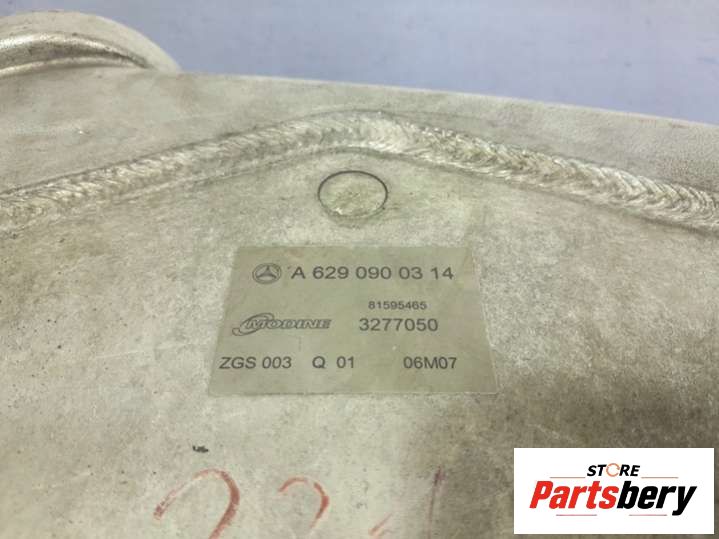 A 629 090 03 14
81595465
MODINE 3277050
ZGS 003 Q 01 06M07
STORE
Partsbery